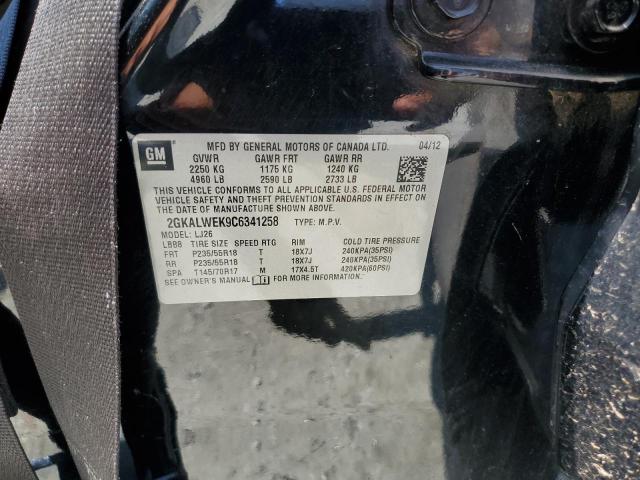 GM
MFD BY GENERAL MOTORS OF CANADA LTD. 04/12
GVWR GAWR FRT GAWR RR
2250 KG 1175 KG 1240 KG
4960 LB 2590 LB 2733 LB
THIS VEHICLE CONFORMS TO ALL APPLICABLE U.S. FEDERAL MOTOR
VEHICLE SAFETY AND THEFT PREVENTION STANDARDS IN EFFECT ON THE
DATE OF MANUFACTURE SHOWN ABOVE.
2GKALWEK9C6341258 TYPE: M.P.V.
MODEL: LJ26
LBB8 TIRE SIZE SPEED RTG RIM COLD TIRE PRESSURE
FRT P235/55R18 T 18X7J 240KPA(35PSI)
RR P235/55R18 T 18X7J 240KPA(35PSI)
SPA T145/70R17 M 17X4.5T 420KPA(60PSI)
SEE OWNER'S MANUAL FOR MORE INFORMATION.